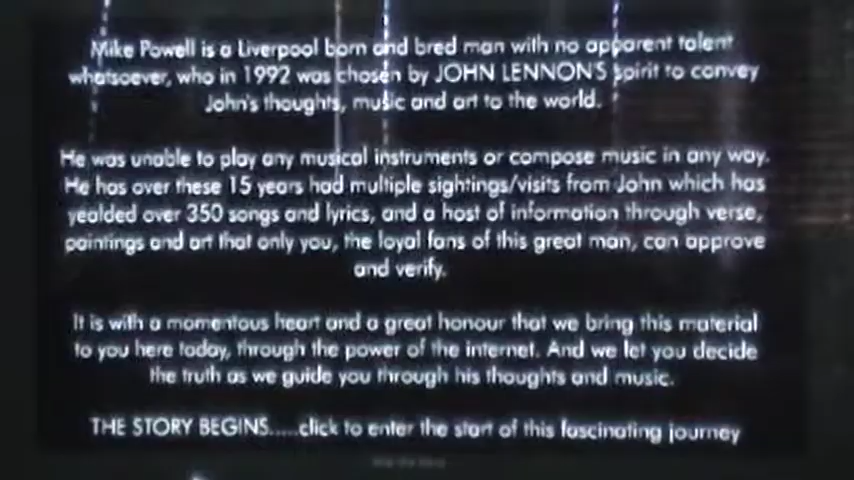 Mike Powell is a Liverpool born and bred man with no apparent talent
whatsoever, who in 1992 was chosen by JOHN LENNON'S spirit to convey
John's thoughts, music and art to the world.
He was unable to play any musical instruments or compose music in any way.
He has over these 15 years had multiple sightings/visits from John which has
yealded over 350 songs and lyrics, and a host of information through verse,
paintings and art that only you, the loyal fans of this great man, can approve
and verify.
It is with a momentous heart and a great honour that we bring this material
to you here today, through the power of the internet. And we let you decide
the truth as we guide you through his thoughts and music.
THE STORY BEGINS.....click to enter the start of this fascinating journey